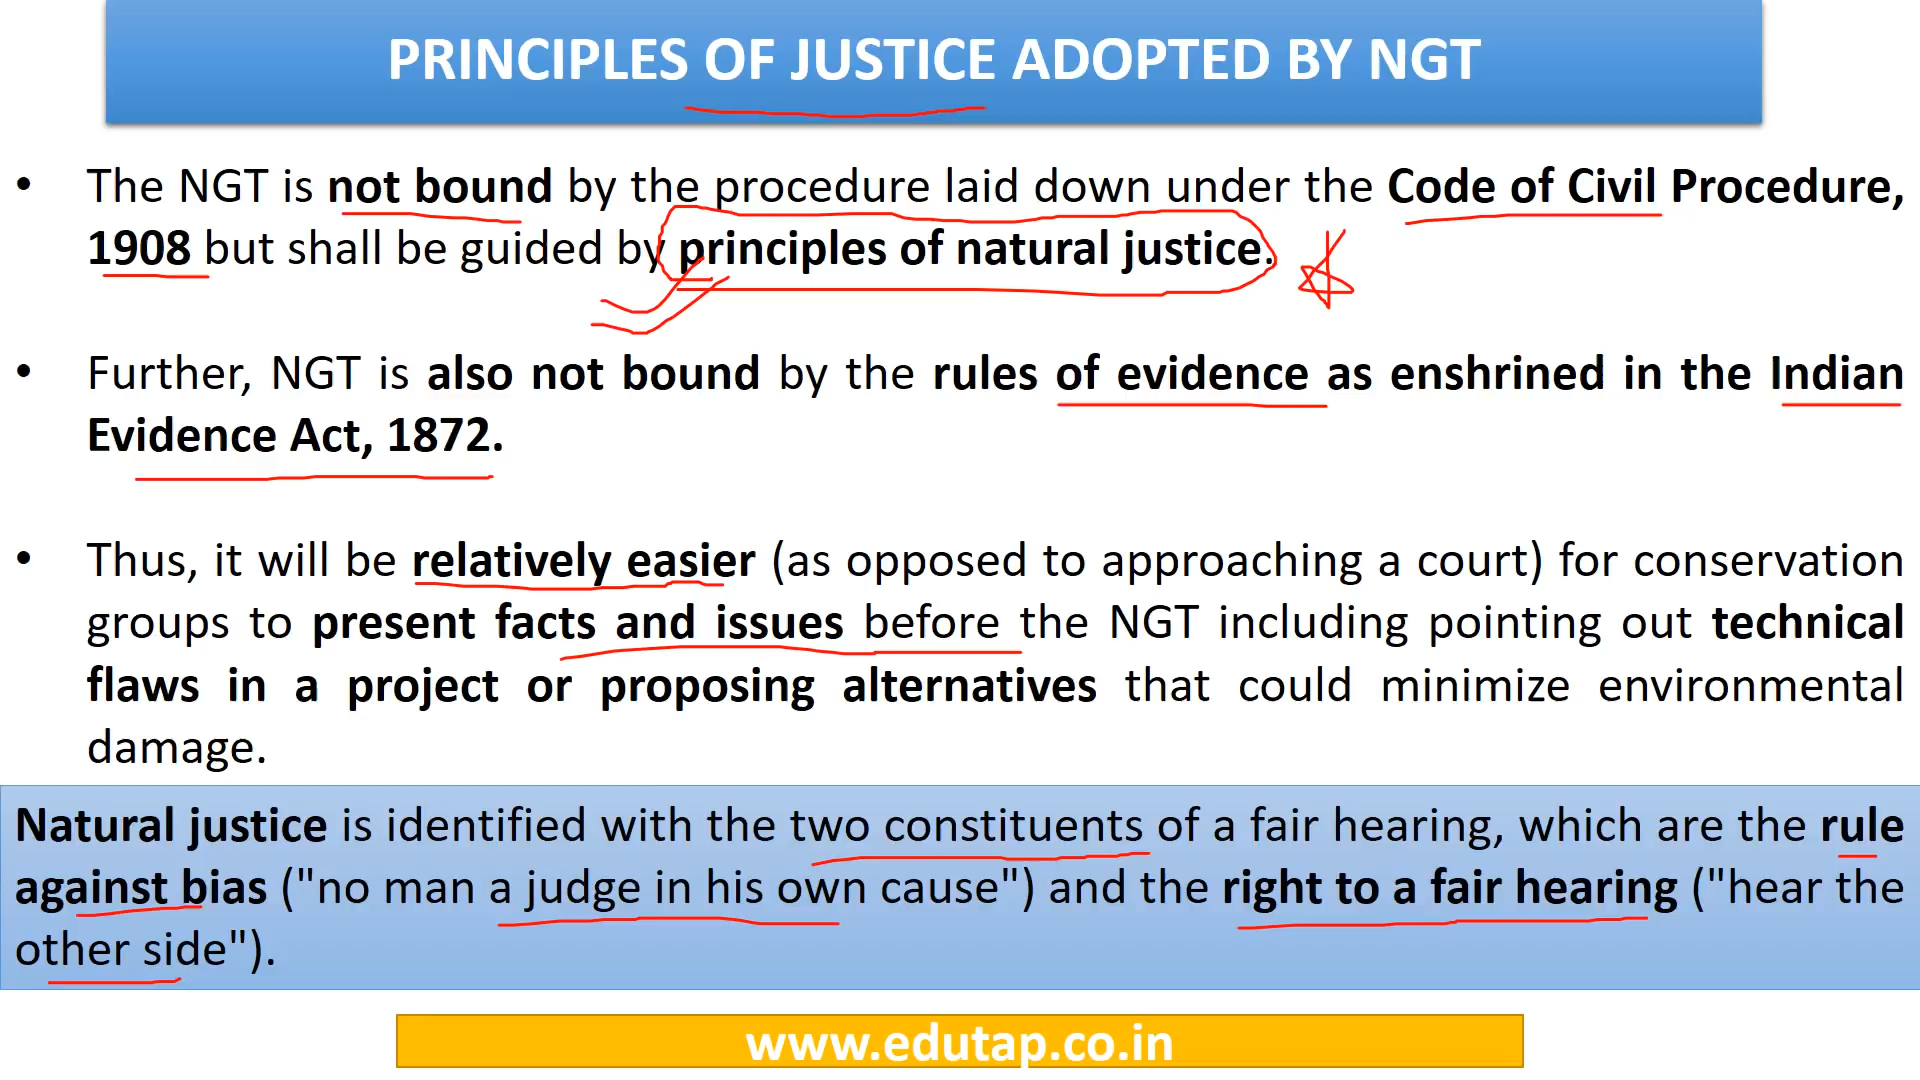 PRINCIPLES OF JUSTICE ADOPTED BY NGT
• The NGT is not bound by the procedure laid down under the Code of Civil Procedure,
1908 but shall be guided by principles of natural justice.
• Further, NGT is also not bound by the rules of evidence as enshrined in the Indian
Evidence Act, 1872.
• Thus, it will be relatively easier (as opposed to approaching a court) for conservation
groups to present facts and issues before the NGT including pointing out technical
flaws in a project or proposing alternatives that could minimize environmental
damage.
Natural justice is identified with the two constituents of a fair hearing, which are the rule
against bias ("no man a judge in his own cause") and the right to a fair hearing ("hear the
other side").
www.edutap.co.in